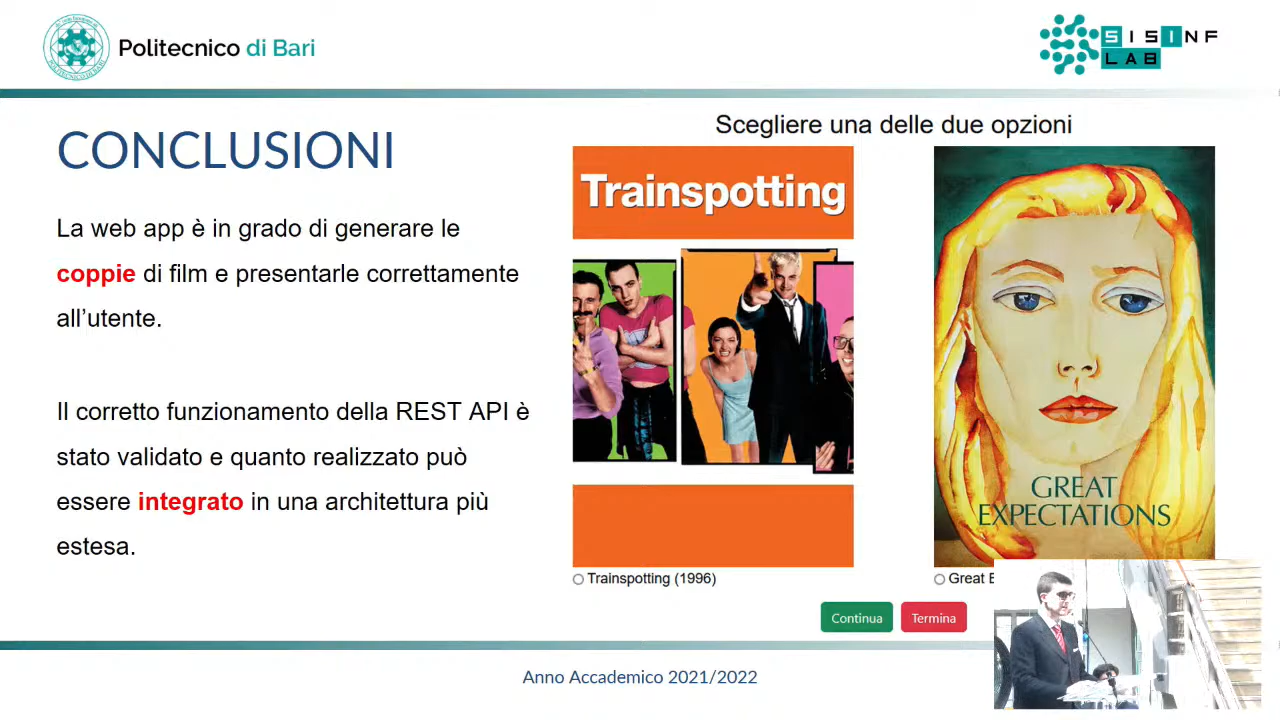 Politecnico di Bari
SISINF
LAB
CONCLUSIONI
La web app è in grado di generare le
coppie di film e presentarle correttamente
all’utente.
Il corretto funzionamento della REST API è
stato validato e quanto realizzato può
essere integrato in una architettura più
estesa.
Scegliere una delle due opzioni
Trainspotting
GREAT
EXPECTATIONS
Trainspotting (1996)
Great
Continua
Termina
Anno Accademico 2021/2022